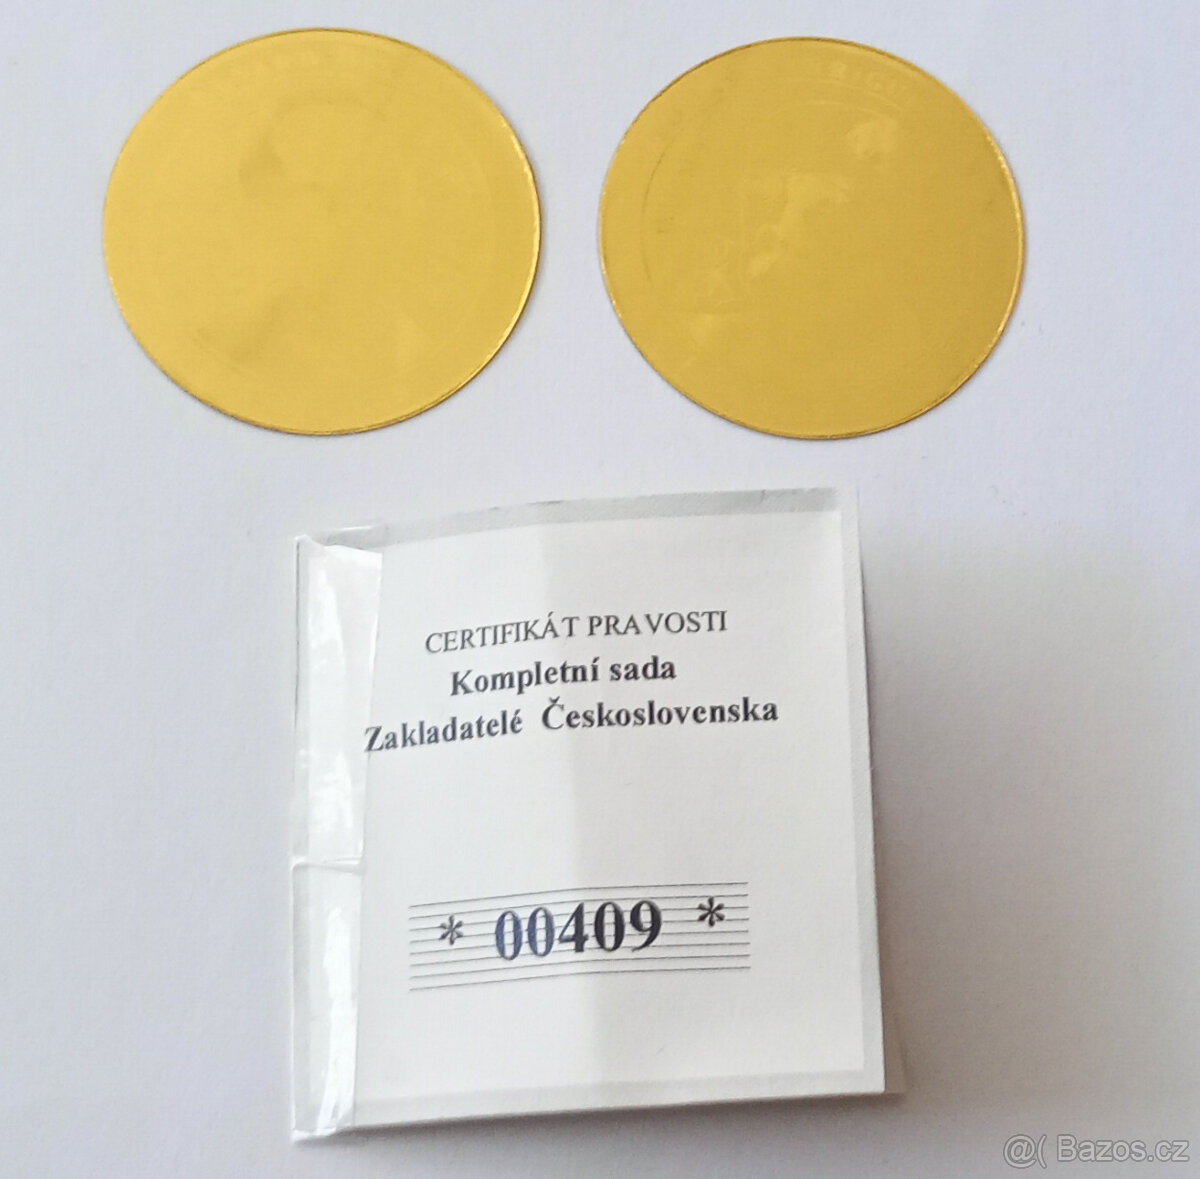 CERTIFIKÁT PRAVOSTI
Kompletní sada
Zakladatelé Československa
* 00409 *
@( Bazos.cz